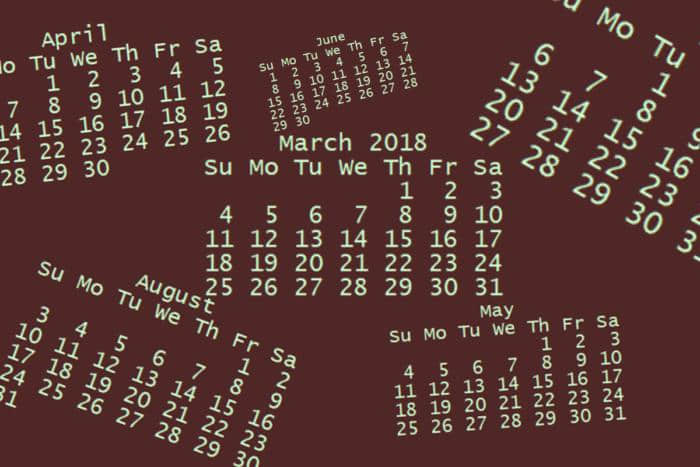 April
Mo Tu We Th Fr Sa
1 2 3 4 5
7 8 9 10 11 12
14 15 16 17 18 19
21 22 23 24 25 26
28 29 30
June
Su Mo Tu We Th Fr Sa
1 2 3 4 5 6 7
8 9 10 11 12 13 14
15 16 17 18 19 20 21
22 23 24 25 26 27 28
29 30
Mo Tu
1
6 7 8
13 14 15 16
20 21 22 23
27 28 29 30 31
March 2018
Su Mo Tu We Th Fr Sa
1 2 3
4 5 6 7 8 9 10
11 12 13 14 15 16 17
18 19 20 21 22 23 24
25 26 27 28 29 30 31
August
Su Mo Tu We Th Fr Sa
1 2
3 4 5 6 7 8 9
10 11 12 13 14 15 16
17 18 19 20 21 22 23
24 25 26 27 28 29 30
31
May
Su Mo Tu We Th Fr Sa
1 2 3
4 5 6 7 8 9 10
11 12 13 14 15 16 17
18 19 20 21 22 23 24
25 26 27 28 29 30 31